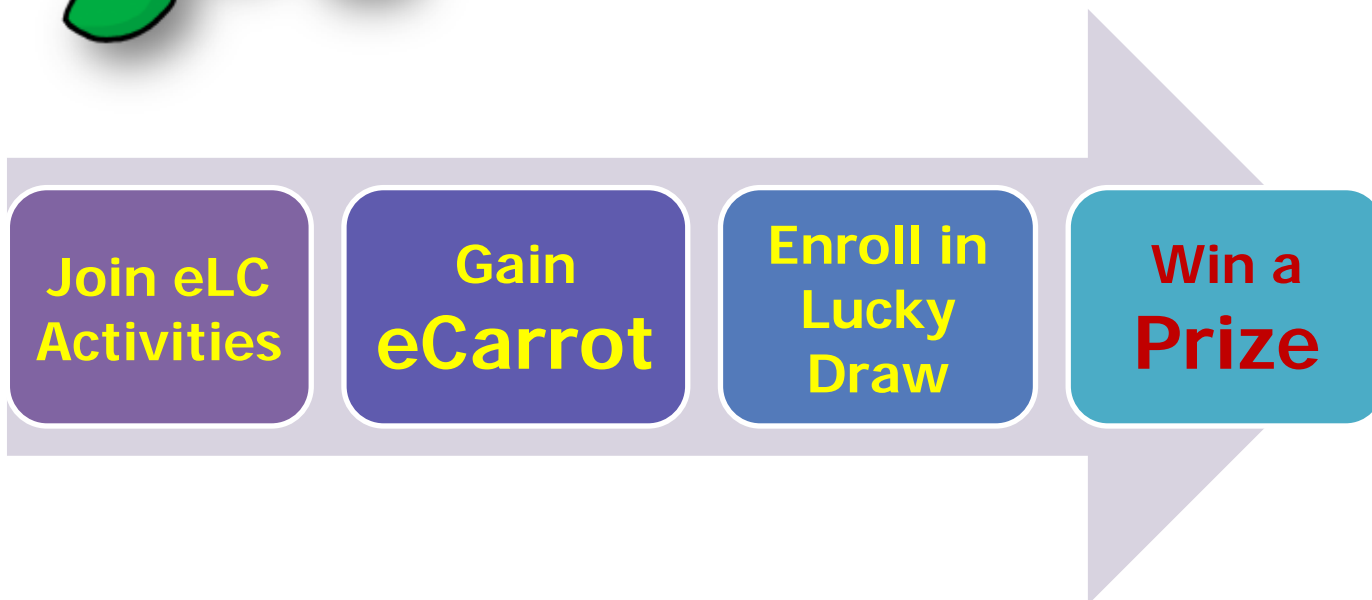 Join eLC
Activities
Gain
eCarrot
Enroll in
Lucky
Draw
Win a
Prize